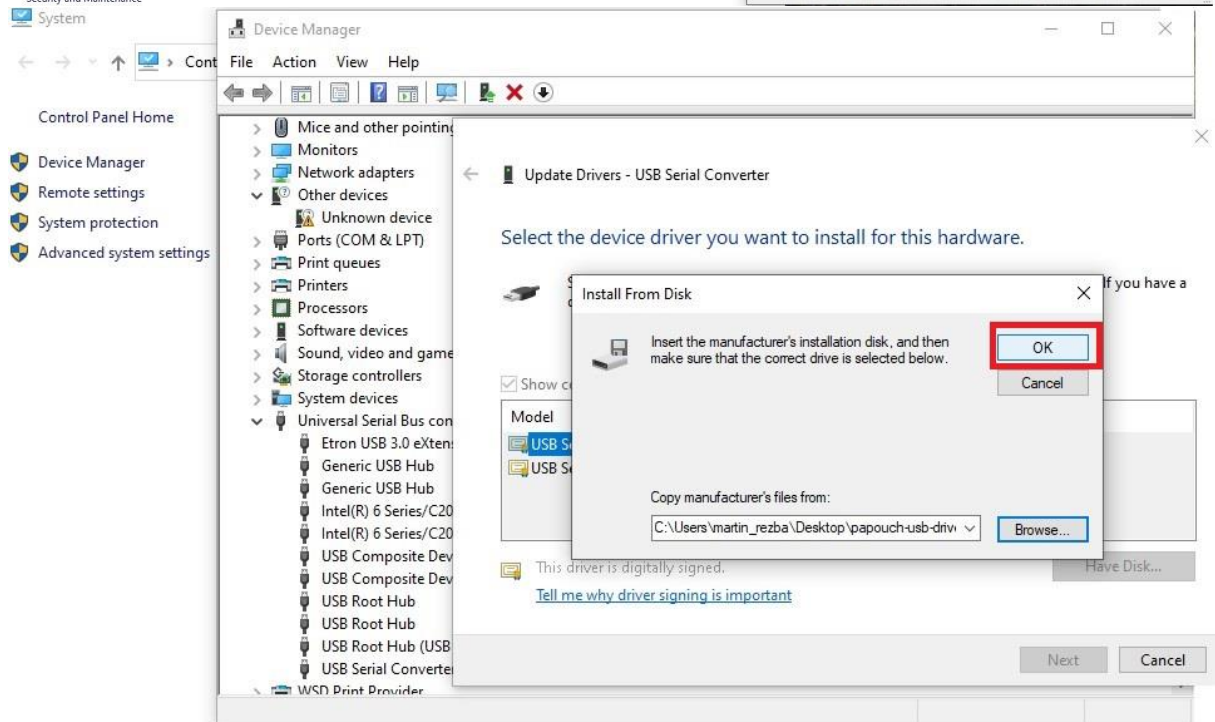 Security and Maintenance
System
Cont
Control Panel Home
Device Manager
Remote settings
System protection
Advanced system settings
Device Manager
File Action View Help
Mice and other pointing
Monitors
Network adapters
Other devices
Unknown device
Ports (COM & LPT)
Print queues
Printers
Processors
Software devices
Sound, video and game
Storage controllers
System devices
Universal Serial Bus con
Etron USB 3.0 eXten
Generic USB Hub
Generic USB Hub
Intel(R) 6 Series/C20
Intel(R) 6 Series/C20
USB Composite Dev
USB Composite Dev
USB Root Hub
USB Root Hub
USB Root Hub (USB
USB Serial Converte
WSD Print Provider
Update Drivers - USB Serial Converter
Select the device driver you want to install for this hardware.
If you have a
Show c
Model
USB S
USB Se
This driver is digitally signed.
Have Disk...
Tell me why driver signing is important
Next Cancel
Install From Disk
Insert the manufacturer's installation disk, and then
make sure that the correct drive is selected below.
OK
Cancel
Copy manufacturer's files from:
C:\Users\martin_rezba\Desktop\papouch-usb-driv
Browse...